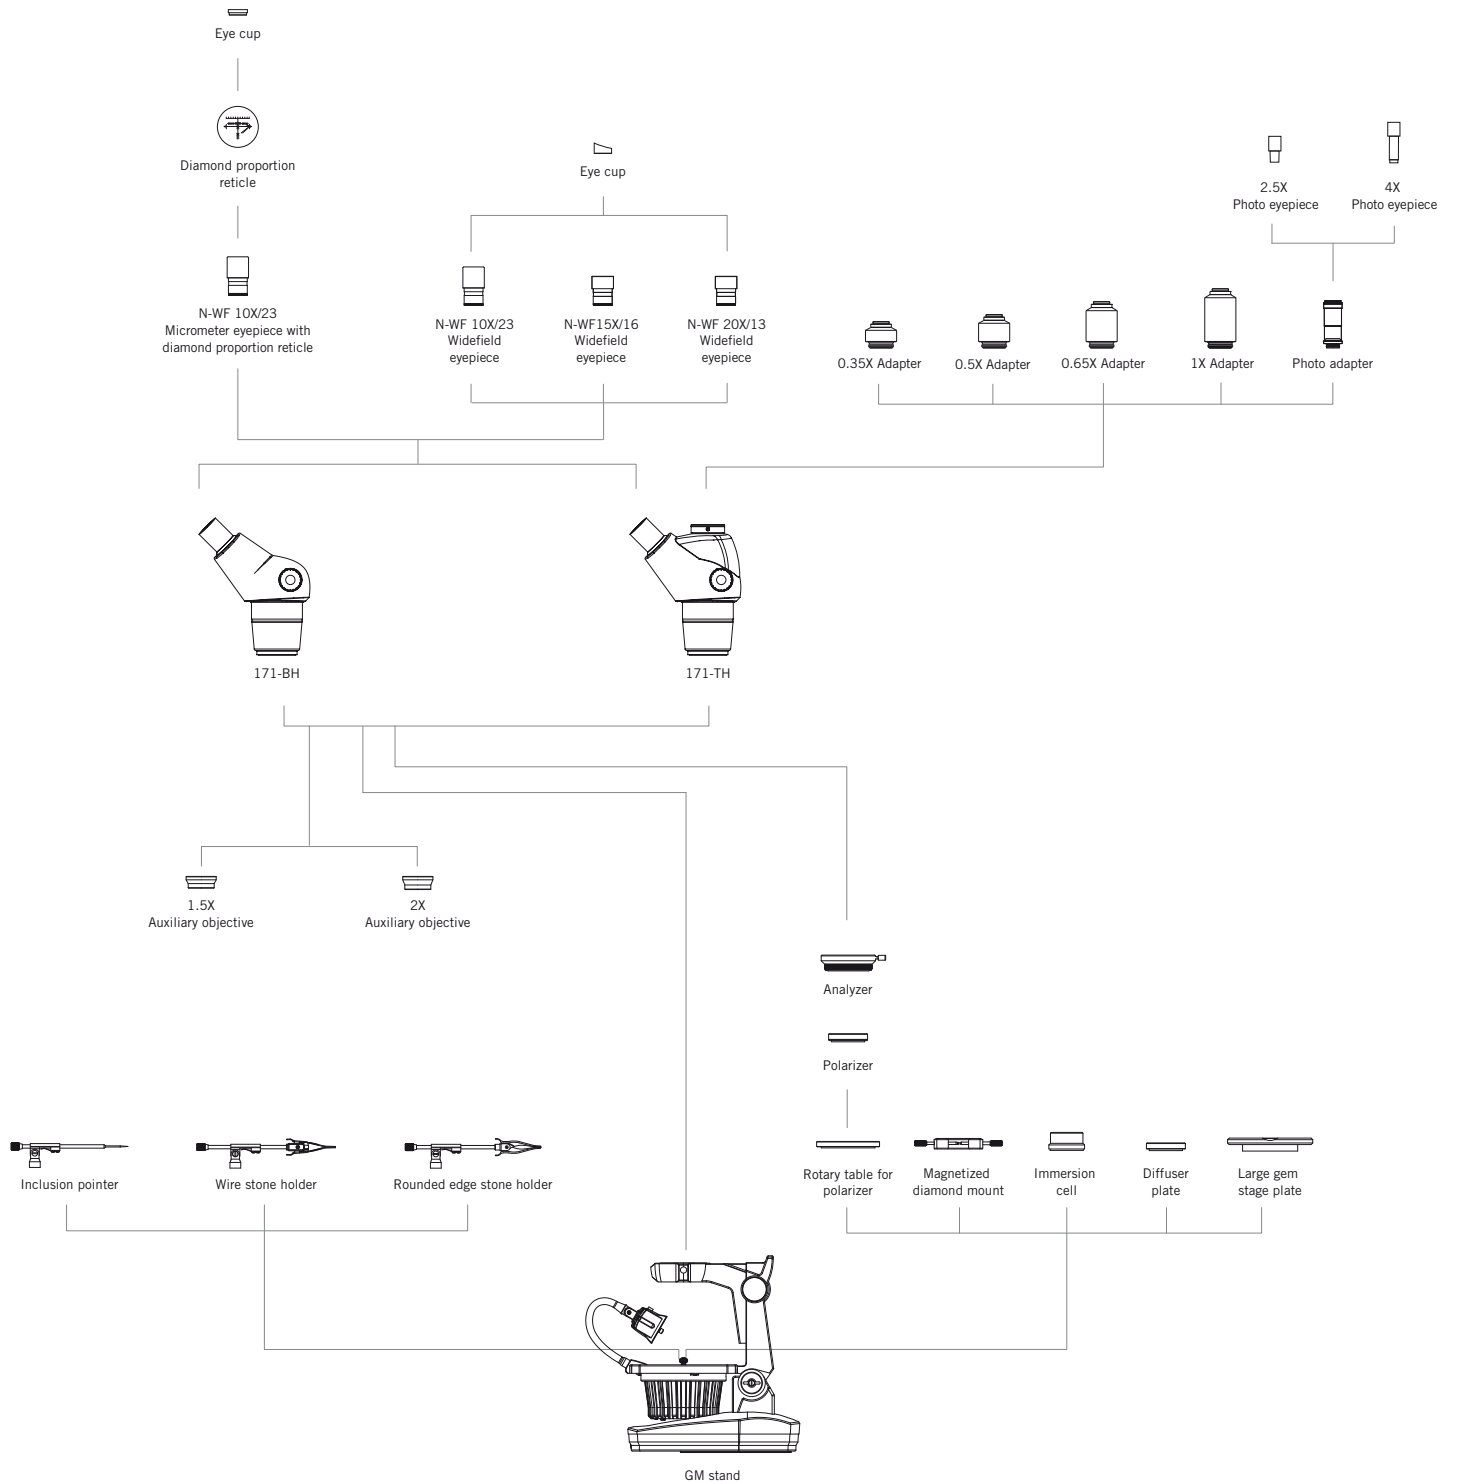 Eye cup
Diamond proportion
reticle
Eye cup
2.5X
Photo eyepiece
4X
Photo eyepiece
N-WF 10X/23
Micrometer eyepiece with
diamond proportion reticle
N-WF 10X/23
Widefield
eyepiece
N-WF15X/16
Widefield
eyepiece
N-WF 20X/13
Widefield
eyepiece
0.35X Adapter
0.5X Adapter
0.65X Adapter
1X Adapter
Photo adapter
171-BH
171-TH
1.5X
Auxiliary objective
2X
Auxiliary objective
Analyzer
Polarizer
Inclusion pointer
Wire stone holder
Rounded edge stone holder
Rotary table for
polarizer
Magnetized
diamond mount
Immersion
cell
Diffuser
plate
Large gem
stage plate
GM stand